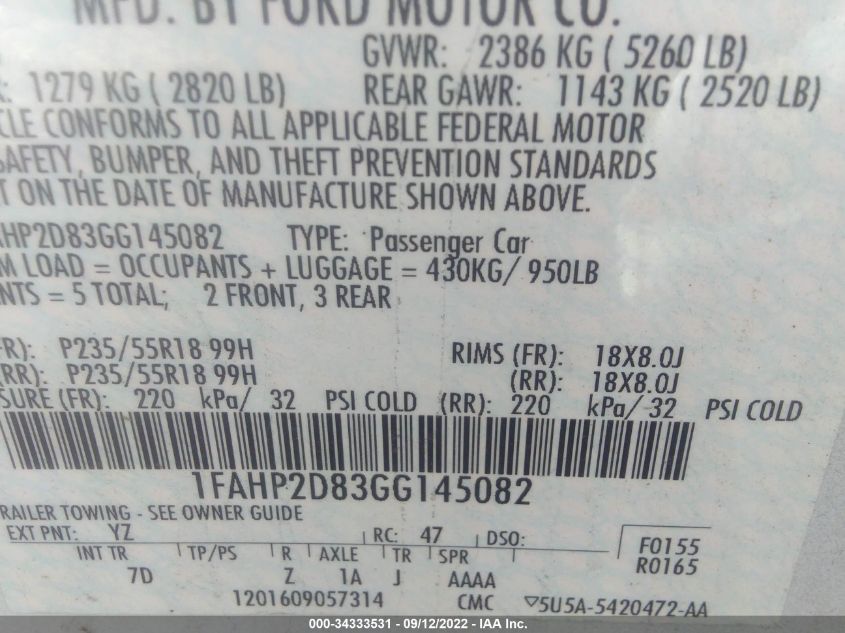 MFD. BY FORD MOTOR CO.
GVWR: 2386 KG ( 5260 LB)
: 1279 KG ( 2820 LB) REAR GAWR: 1143 KG ( 2520 LB)
CLE CONFORMS TO ALL APPLICABLE FEDERAL MOTOR
SAFETY, BUMPER, AND THEFT PREVENTION STANDARDS
T ON THE DATE OF MANUFACTURE SHOWN ABOVE.
AHP2D83GG145082 TYPE: Passenger Car
M LOAD = OCCUPANTS + LUGGAGE = 430KG/ 950LB
NTS = 5 TOTAL; 2 FRONT, 3 REAR
FR): P235/55R18 99H RIMS (FR): 18X8.0J
(RR): P235/55R18 99H (RR): 18X8.0J
SURE (FR): 220 kPa/ 32 PSI COLD (RR): 220 kPa/ 32 PSI COLD
1FAHP2D83GG145082
RAILER TOWING - SEE OWNER GUIDE
EXT PNT: YZ RC: 47 DSO: F0155
INT TR TP/PS R AXLE TR SPR R0165
7D Z 1A J AAAA
1201609057314 CMC ▽5U5A-5420472-AA
000-34333531 - 09/12/2022 - IAA Inc.